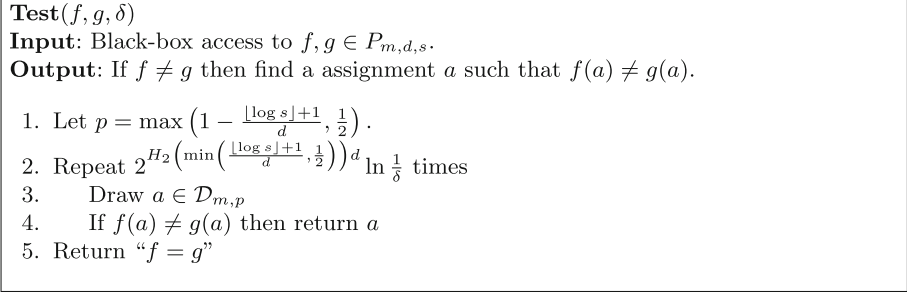 Test(f, g, δ)
Input: Black-box access to f, g ∈ P_{m,d,s}.
Output: If f ≠ g then find a assignment a such that f(a) ≠ g(a).
1. Let p = max(1 − (⌊log s⌋+1)/d, 1/2).
2. Repeat 2^{H_2(min((⌊log s⌋+1)/d, 1/2))d} ln 1/δ times
3. Draw a ∈ 𝒟_{m,p}
4. If f(a) ≠ g(a) then return a
5. Return “f = g”